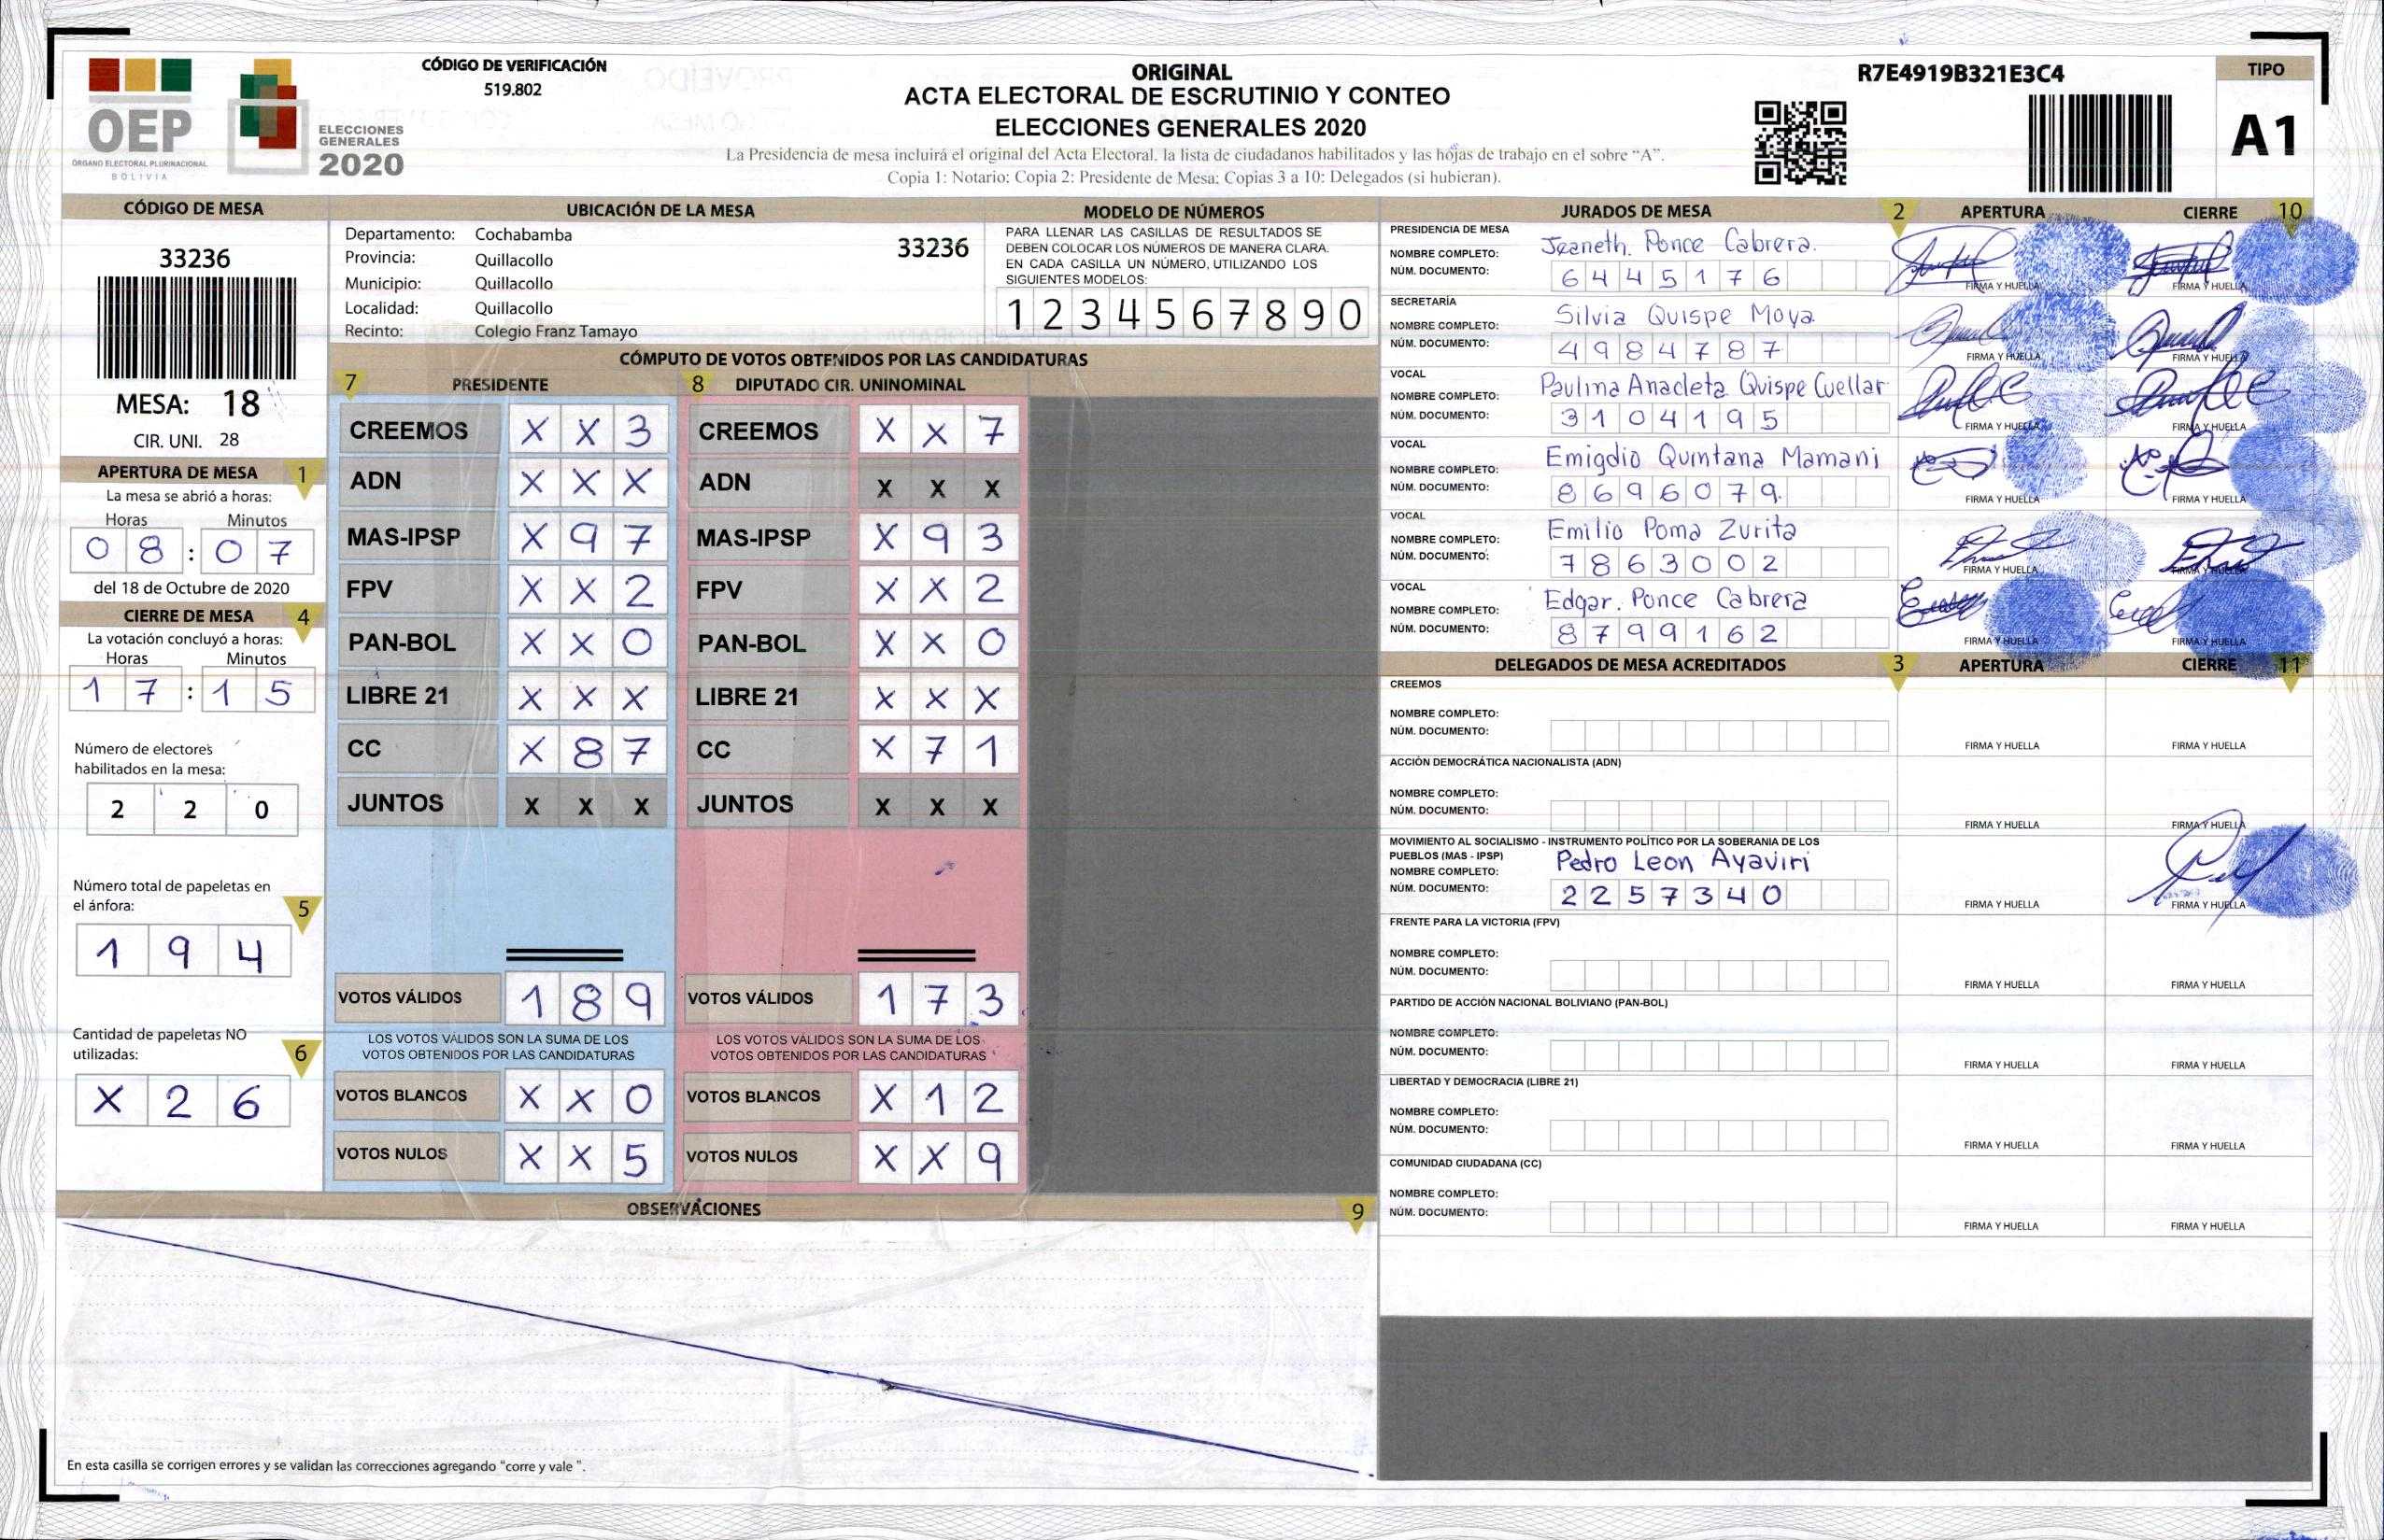 CÓDIGO DE VERIFICACIÓN
519.802
OEP
ÓRGANO ELECTORAL PLURINACIONAL
BOLIVIA
ELECCIONES
GENERALES
2020
ORIGINAL
ACTA ELECTORAL DE ESCRUTINIO Y CONTEO
ELECCIONES GENERALES 2020
La Presidencia de mesa incluirá el original del Acta Electoral, la lista de ciudadanos habilitados y las hojas de trabajo en el sobre "A".
Copia 1: Notario; Copia 2: Presidente de Mesa; Copias 3 a 10: Delegados (si hubieran).
R7E4919B321E3C4
TIPO
A1
CÓDIGO DE MESA
33236
MESA: 18
CIR. UNI. 28
APERTURA DE MESA 1
La mesa se abrió a horas:
Horas Minutos
0 8 : 0 7
del 18 de Octubre de 2020
CIERRE DE MESA 4
La votación concluyó a horas:
Horas Minutos
1 7 : 1 5
Número de electores
habilitados en la mesa:
2 2 0
Número total de papeletas en
el ánfora: 5
1 9 4
Cantidad de papeletas NO
utilizadas: 6
X 2 6
UBICACIÓN DE LA MESA
Departamento: Cochabamba
33236
Provincia: Quillacollo
Municipio: Quillacollo
Localidad: Quillacollo
Recinto: Colegio Franz Tamayo
MODELO DE NÚMEROS
PARA LLENAR LAS CASILLAS DE RESULTADOS SE
DEBEN COLOCAR LOS NÚMEROS DE MANERA CLARA.
EN CADA CASILLA UN NÚMERO, UTILIZANDO LOS
SIGUIENTES MODELOS:
1 2 3 4 5 6 7 8 9 0
CÓMPUTO DE VOTOS OBTENIDOS POR LAS CANDIDATURAS
7 PRESIDENTE 8 DIPUTADO CIR. UNINOMINAL
CREEMOS X X 3 CREEMOS X X 7
ADN X X X ADN X X X
MAS-IPSP X 9 7 MAS-IPSP X 9 3
FPV X X 2 FPV X X 2
PAN-BOL X X 0 PAN-BOL X X 0
LIBRE 21 X X X LIBRE 21 X X X
CC X 8 7 CC X 7 1
JUNTOS X X X JUNTOS X X X
VOTOS VÁLIDOS 1 8 9 VOTOS VÁLIDOS 1 7 3
LOS VOTOS VÁLIDOS SON LA SUMA DE LOS LOS VOTOS VÁLIDOS SON LA SUMA DE LOS
VOTOS OBTENIDOS POR LAS CANDIDATURAS VOTOS OBTENIDOS POR LAS CANDIDATURAS
VOTOS BLANCOS X X 0 VOTOS BLANCOS X 1 2
VOTOS NULOS X X 5 VOTOS NULOS X X 9
OBSERVACIONES 9
En esta casilla se corrigen errores y se validan las correcciones agregando "corre y vale ".
JURADOS DE MESA 2 APERTURA CIERRE 10
PRESIDENCIA DE MESA
NOMBRE COMPLETO: Jeaneth. Ponce Cabrera.
NÚM. DOCUMENTO: 6 4 4 5 1 7 6
FIRMA Y HUELLA FIRMA Y HUELLA
SECRETARÍA
NOMBRE COMPLETO: Silvia Quispe Moya
NÚM. DOCUMENTO: 4 9 8 4 7 8 7
FIRMA Y HUELLA FIRMA Y HUELLA
VOCAL
NOMBRE COMPLETO: Paulina Anacleta Quispe Cuellar
NÚM. DOCUMENTO: 3 1 0 4 1 9 5
FIRMA Y HUELLA FIRMA Y HUELLA
VOCAL
NOMBRE COMPLETO: Emigdio Quintana Mamani
NÚM. DOCUMENTO: 8 6 9 6 0 7 9.
FIRMA Y HUELLA FIRMA Y HUELLA
VOCAL
NOMBRE COMPLETO: Emilio Poma Zurita
NÚM. DOCUMENTO: 7 8 6 3 0 0 2
FIRMA Y HUELLA FIRMA Y HUELLA
VOCAL
NOMBRE COMPLETO: Edgar. Ponce Cabrera
NÚM. DOCUMENTO: 8 7 9 9 1 6 2
FIRMA Y HUELLA FIRMA Y HUELLA
DELEGADOS DE MESA ACREDITADOS 3 APERTURA CIERRE 11
CREEMOS
NOMBRE COMPLETO:
NÚM. DOCUMENTO:
FIRMA Y HUELLA FIRMA Y HUELLA
ACCIÓN DEMOCRÁTICA NACIONALISTA (ADN)
NOMBRE COMPLETO:
NÚM. DOCUMENTO:
FIRMA Y HUELLA FIRMA Y HUELLA
MOVIMIENTO AL SOCIALISMO - INSTRUMENTO POLÍTICO POR LA SOBERANIA DE LOS
PUEBLOS (MAS - IPSP)
NOMBRE COMPLETO: Pedro Leon Ayaviri
NÚM. DOCUMENTO: 2 2 5 7 3 4 0
FIRMA Y HUELLA FIRMA Y HUELLA
FRENTE PARA LA VICTORIA (FPV)
NOMBRE COMPLETO:
NÚM. DOCUMENTO:
FIRMA Y HUELLA FIRMA Y HUELLA
PARTIDO DE ACCIÓN NACIONAL BOLIVIANO (PAN-BOL)
NOMBRE COMPLETO:
NÚM. DOCUMENTO:
FIRMA Y HUELLA FIRMA Y HUELLA
LIBERTAD Y DEMOCRACIA (LIBRE 21)
NOMBRE COMPLETO:
NÚM. DOCUMENTO:
FIRMA Y HUELLA FIRMA Y HUELLA
COMUNIDAD CIUDADANA (CC)
NOMBRE COMPLETO:
NÚM. DOCUMENTO:
FIRMA Y HUELLA FIRMA Y HUELLA